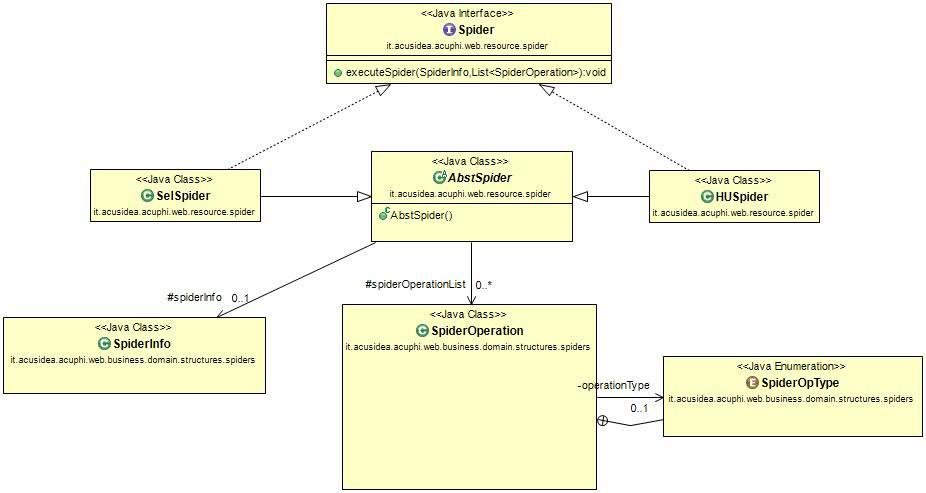 <<Java Interface>>
Spider
it.acusidea.acuphi.web.resource.spider
executeSpider(SpiderInfo,List<SpiderOperation>):void
<<Java Class>>
SelSpider
it.acusidea.acuphi.web.resource.spider
<<Java Class>>
AbstSpider
it.acusidea.acuphi.web.resource.spider
AbstSpider()
<<Java Class>>
HUSpider
it.acusidea.acuphi.web.resource.spider
#spiderInfo 0..1
#spiderOperationList 0..*
<<Java Class>>
SpiderInfo
it.acusidea.acuphi.web.business.domain.structures.spiders
<<Java Class>>
SpiderOperation
it.acusidea.acuphi.web.business.domain.structures.spiders
-operationType
0..1
<<Java Enumeration>>
SpiderOpType
it.acusidea.acuphi.web.business.domain.structures.spiders